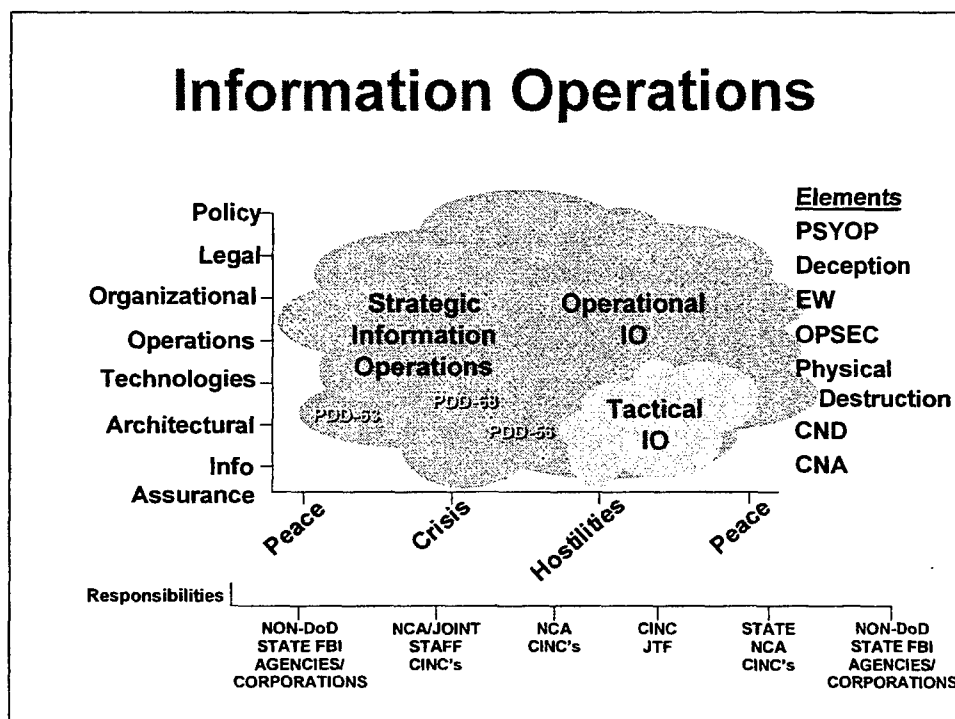 Information Operations
Policy
Legal
Organizational
Operations
Technologies
Architectural
Info
Assurance
Strategic
Information
Operations
PDD-63
PDD-68
PDD-56
Operational
IO
Tactical
IO
Elements
PSYOP
Deception
EW
OPSEC
Physical
Destruction
CND
CNA
Peace
Crisis
Hostilities
Peace
Responsibilities
NON-DoD
STATE FBI
AGENCIES/
CORPORATIONS
NCA/JOINT
STAFF
CINC's
NCA
CINC's
CINC
JTF
STATE
NCA
CINC's
NON-DoD
STATE FBI
AGENCIES/
CORPORATIONS